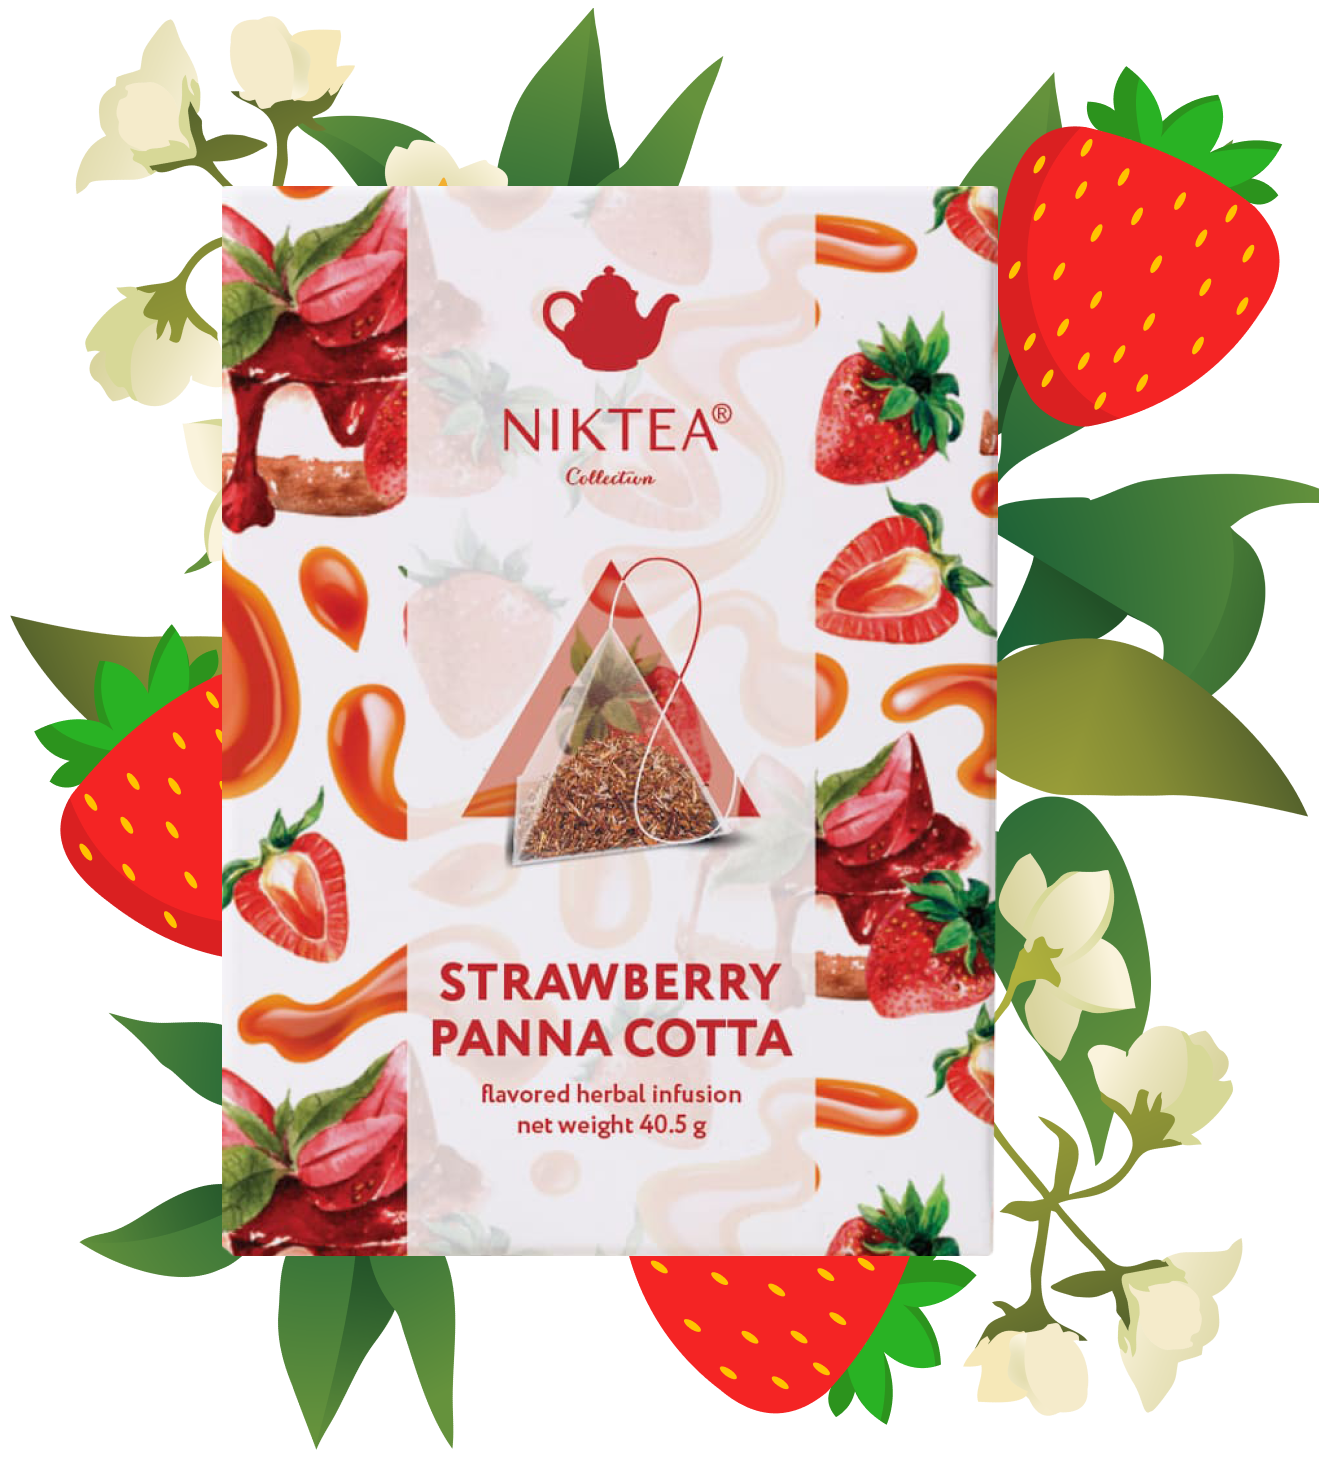 NIKTEA®
Collection
STRAWBERRY
PANNA COTTA
flavored herbal infusion
net weight 40.5 g